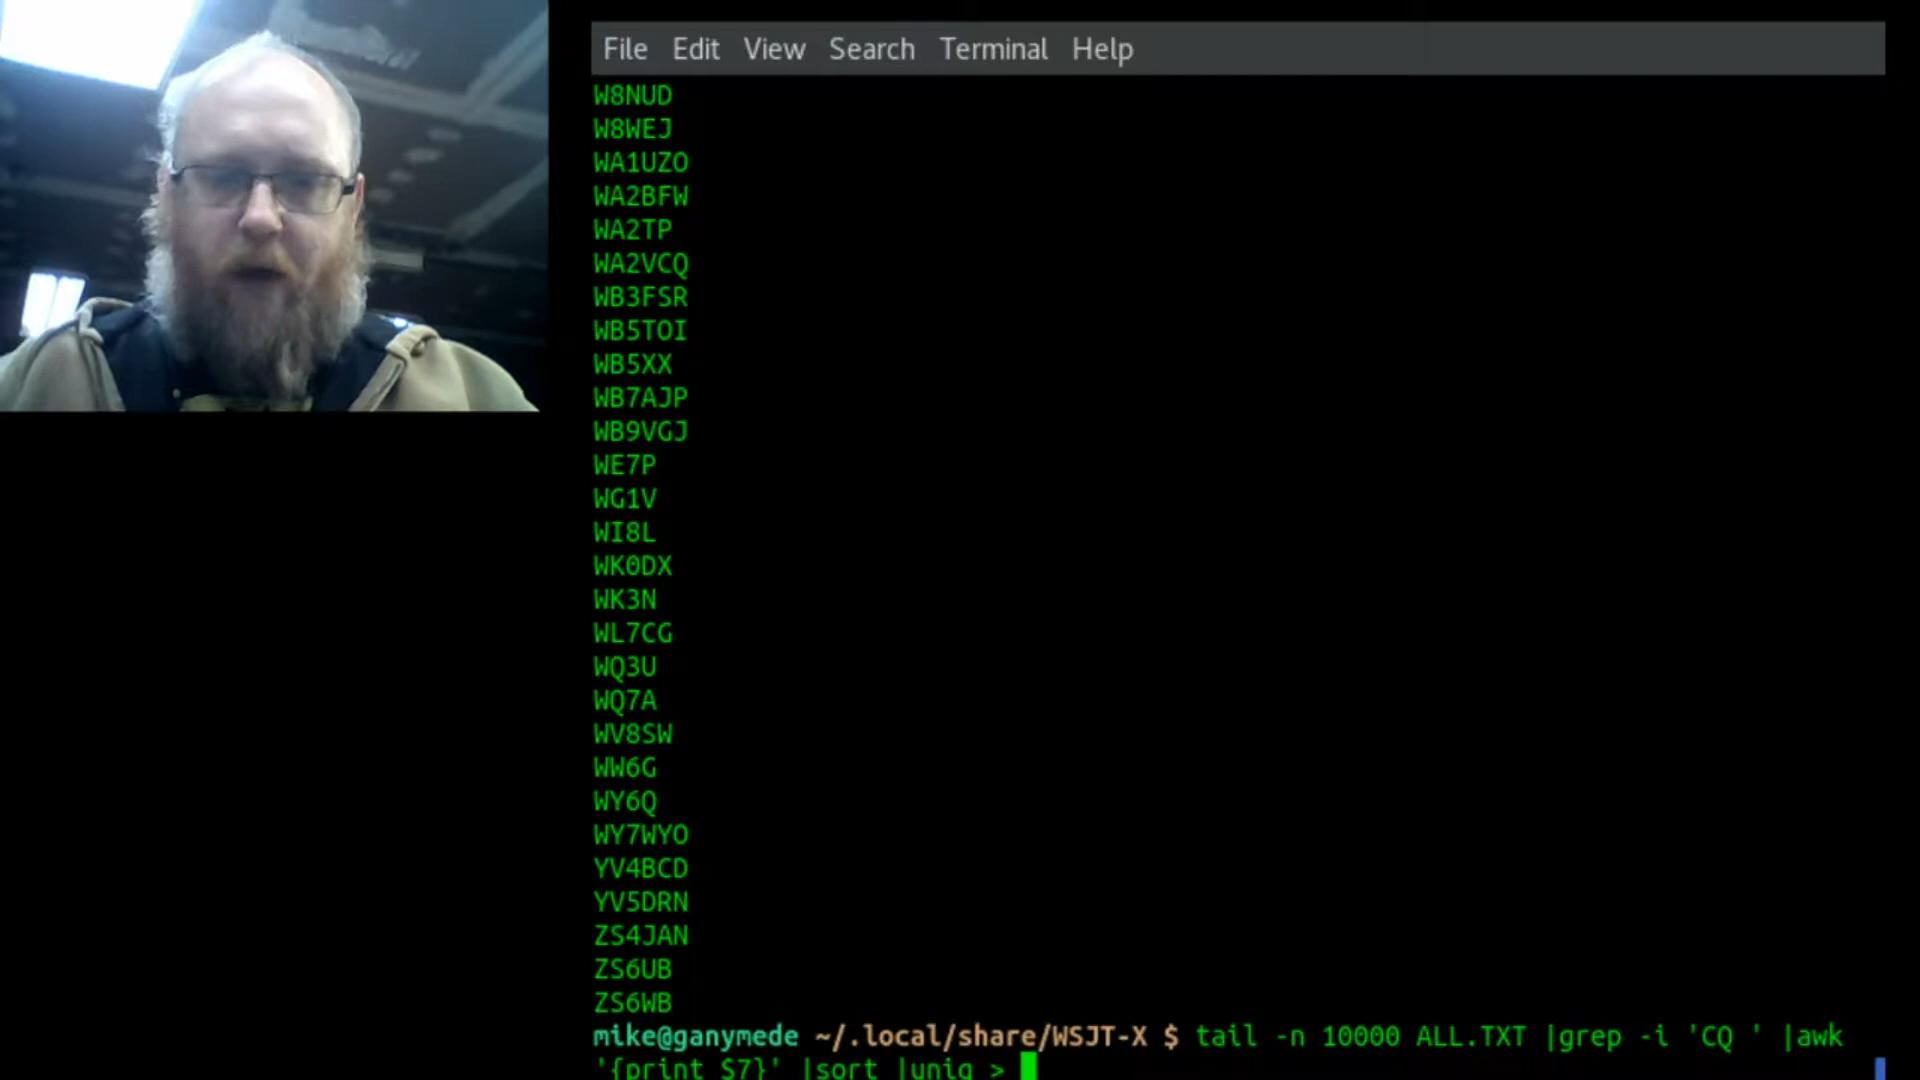 File Edit View Search Terminal Help
W8NUD
W8WEJ
WA1UZO
WA2BFW
WA2TP
WA2VCQ
WB3FSR
WB5TOI
WB5XX
WB7AJP
WB9VGJ
WE7P
WG1V
WI8L
WK0DX
WK3N
WL7CG
WQ3U
WQ7A
WV8SW
WW6G
WY6Q
WY7WYO
YV4BCD
YV5DRN
ZS4JAN
ZS6UB
ZS6WB
mike@ganymede ~/.local/share/WSJT-X $ tail -n 10000 ALL.TXT |grep -i 'CQ ' |awk
'{print $7}' |sort |uniq >